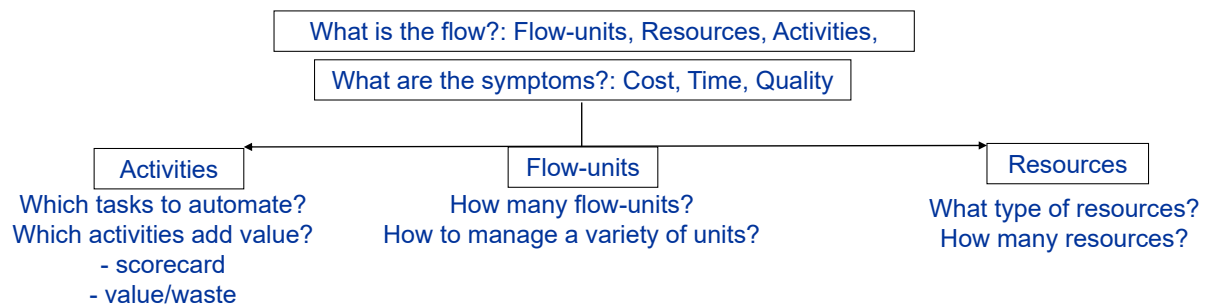 What is the flow?: Flow-units, Resources, Activities,
What are the symptoms?: Cost, Time, Quality
Activities
Which tasks to automate?
Which activities add value?
- scorecard
- value/waste
Flow-units
How many flow-units?
How to manage a variety of units?
Resources
What type of resources?
How many resources?